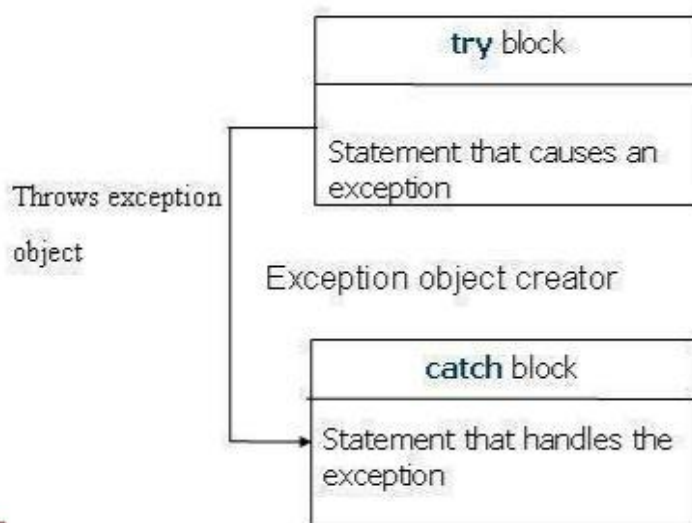 try block
Statement that causes an
exception
Throws exception
object
Exception object creator
catch block
Statement that handles the
exception